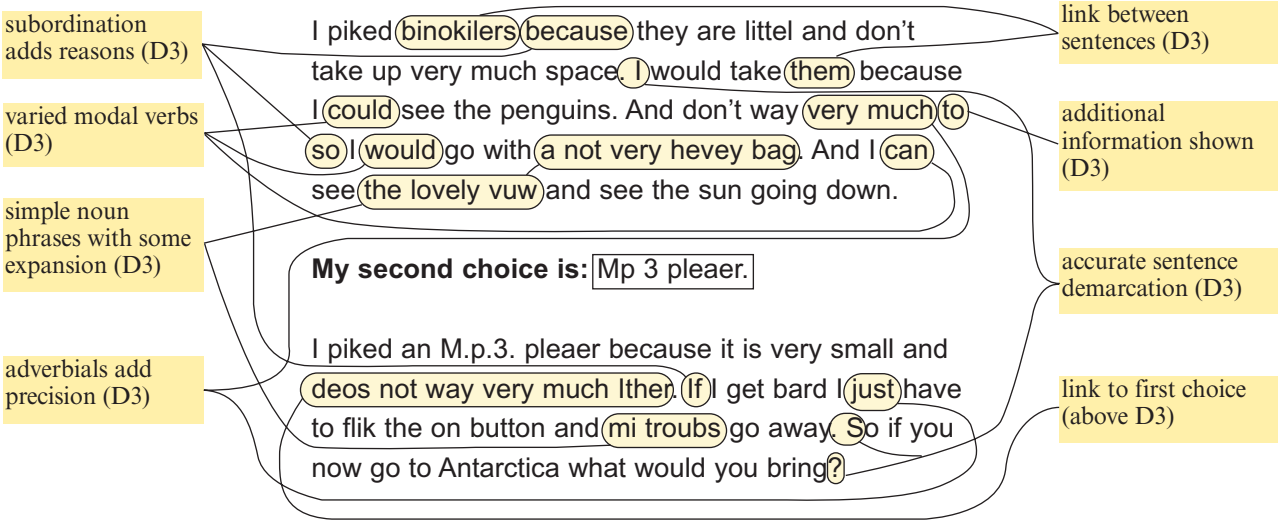 subordination
adds reasons (D3)
varied modal verbs
(D3)
simple noun
phrases with some
expansion (D3)
adverbials add
precision (D3)
I piked binokilers because they are littel and don't
take up very much space. I would take them because
I could see the penguins. And don't way very much to
so I would go with a not very hevey bag. And I can
see the lovely vuw and see the sun going down.
My second choice is: Mp 3 pleaer.
I piked an M.p.3. pleaer because it is very small and
deos not way very much Ither. If I get bard I just have
to flik the on button and mi troubs go away. So if you
now go to Antarctica what would you bring?
link between
sentences (D3)
additional
information shown
(D3)
accurate sentence
demarcation (D3)
link to first choice
(above D3)